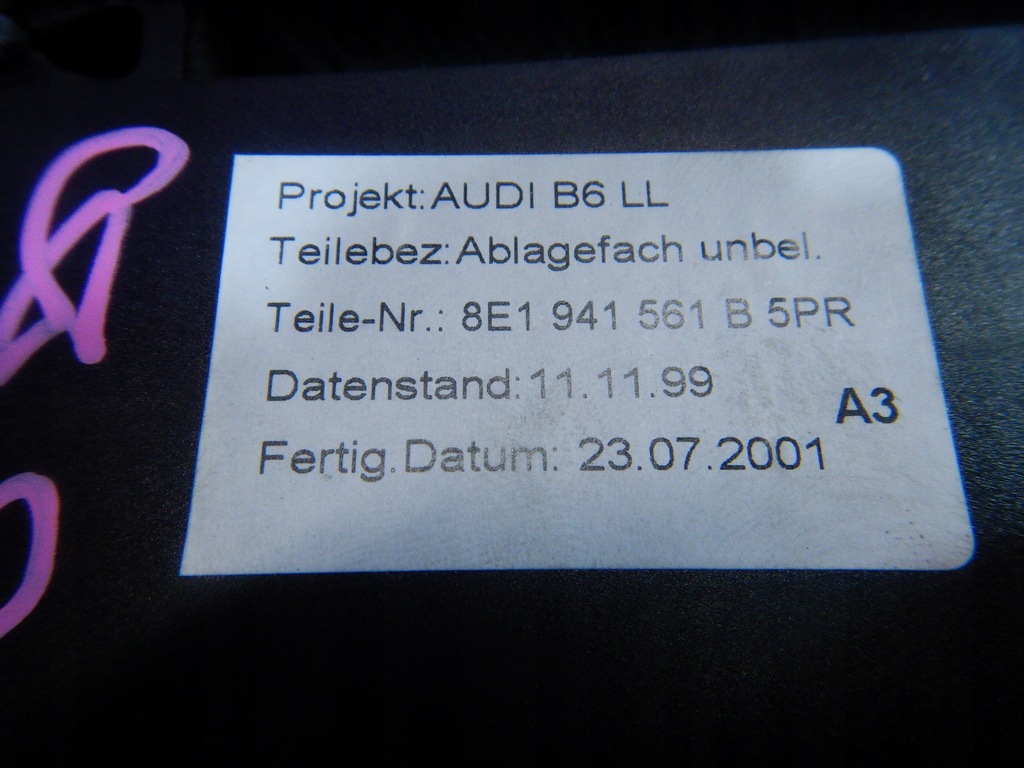 Projekt:AUDI B6 LL
Teilebez:Ablagefach unbel.
Teile-Nr.: 8E1 941 561 B 5PR
Datenstand:11.11.99
A3
Fertig.Datum: 23.07.2001